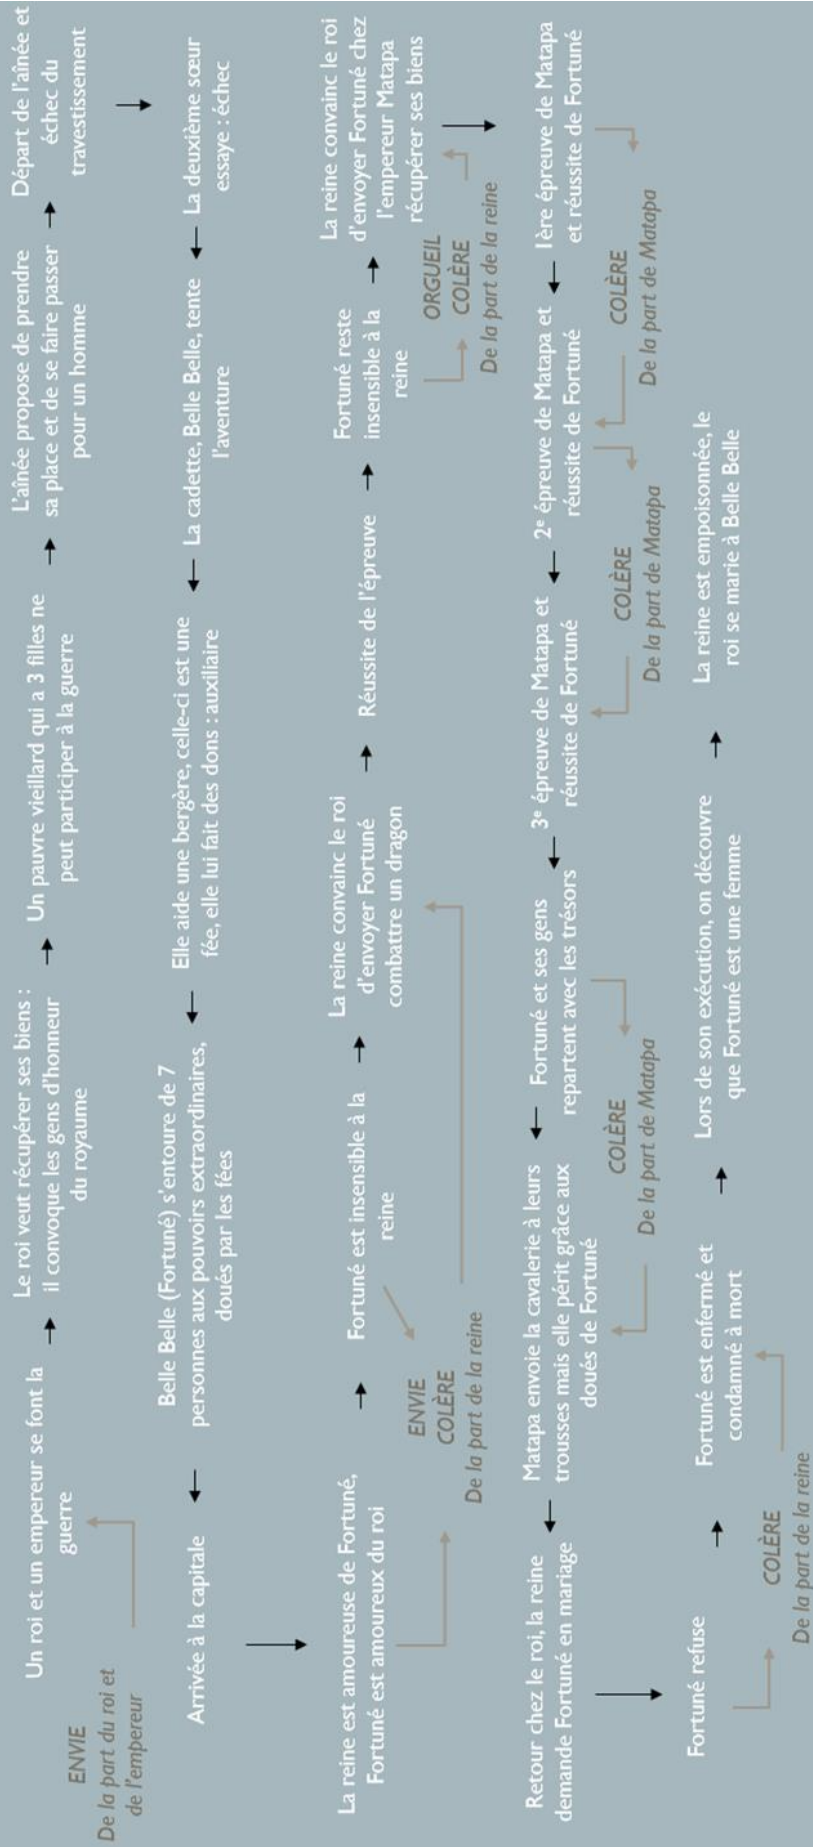 Un roi et un empereur se font la
guerre
Le roi veut récupérer ses biens :
il convoque les gens d'honneur
du royaume
Un pauvre vieillard qui a 3 filles ne
peut participer à la guerre
L'aînée propose de prendre
sa place et de se faire passer
pour un homme
Départ de l'aînée et
échec du
travestissement
ENVIE
De la part du roi et
de l'empereur
La deuxième sœur
essaye : échec
La cadette, Belle Belle, tente
l'aventure
Elle aide une bergère, celle-ci est une
fée, elle lui fait des dons : auxiliaire
Belle Belle (Fortuné) s'entoure de 7
personnes aux pouvoirs extraordinaires,
doués par les fées
Arrivée à la capitale
La reine est amoureuse de Fortuné,
Fortuné est amoureux du roi
Fortuné est insensible à la
reine
ENVIE
COLÈRE
De la part de la reine
La reine convainc le roi
d'envoyer Fortuné
combattre un dragon
Réussite de l'épreuve
Fortuné reste
insensible à la
reine
ORGUEIL
COLÈRE
De la part de la reine
La reine convainc le roi
d'envoyer Fortuné chez
l'empereur Matapa
récupérer ses biens
1ère épreuve de Matapa
et réussite de Fortuné
COLÈRE
De la part de Matapa
2e épreuve de Matapa et
réussite de Fortuné
COLÈRE
De la part de Matapa
3e épreuve de Matapa et
réussite de Fortuné
Fortuné et ses gens
repartent avec les trésors
COLÈRE
De la part de Matapa
Matapa envoie la cavalerie à leurs
trousses mais elle périt grâce aux
doués de Fortuné
Retour chez le roi, la reine
demande Fortuné en mariage
Fortuné refuse
COLÈRE
De la part de la reine
Fortuné est enfermé et
condamné à mort
Lors de son exécution, on découvre
que Fortuné est une femme
La reine est empoisonnée, le
roi se marie à Belle Belle